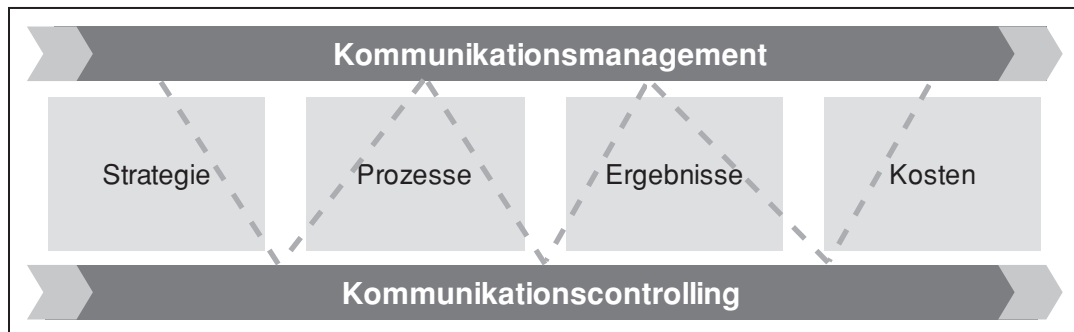 Kommunikationsmanagement
Strategie Prozesse Ergebnisse Kosten
Kommunikationscontrolling